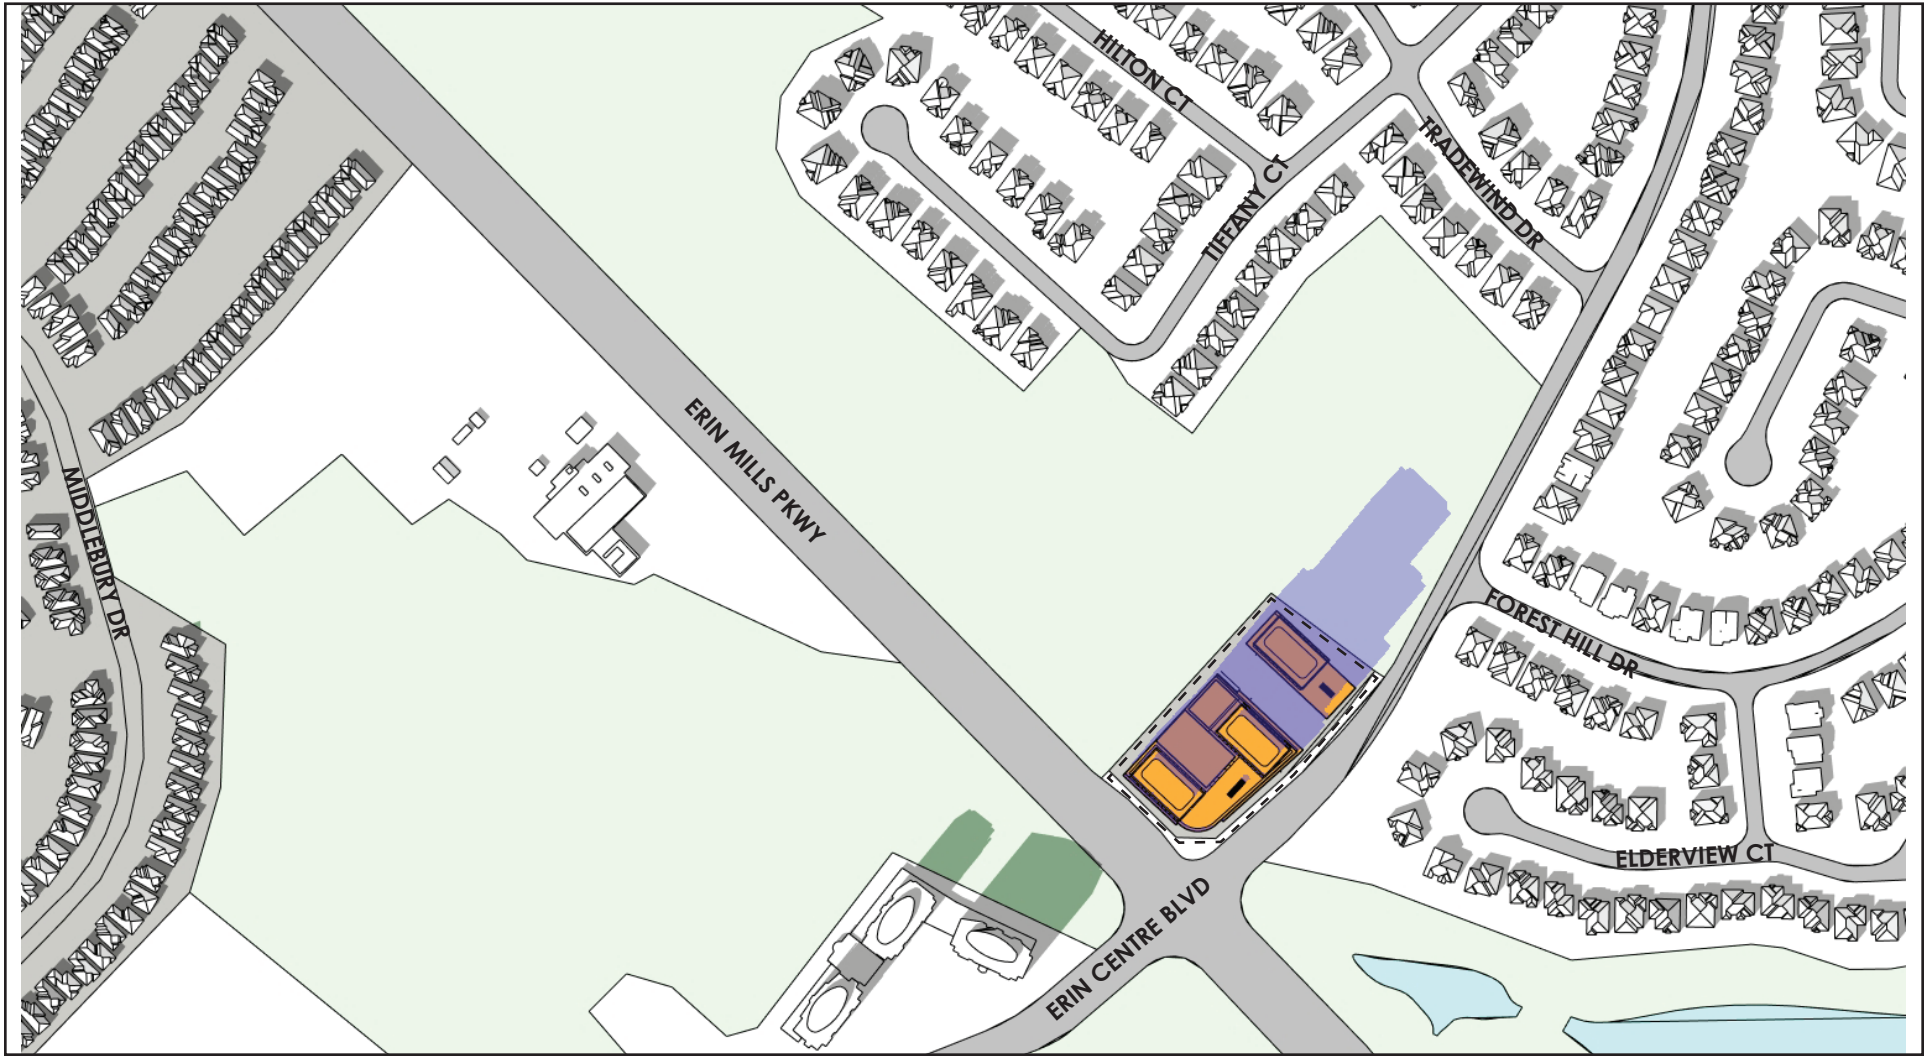 HILTON CT
TIFFANY CT
TRADEWIND DR
ERIN MILLS PKWY
MIDDLEBURY DR
FOREST HILL DR
ELDERVIEW CT
ERIN CENTRE BLVD